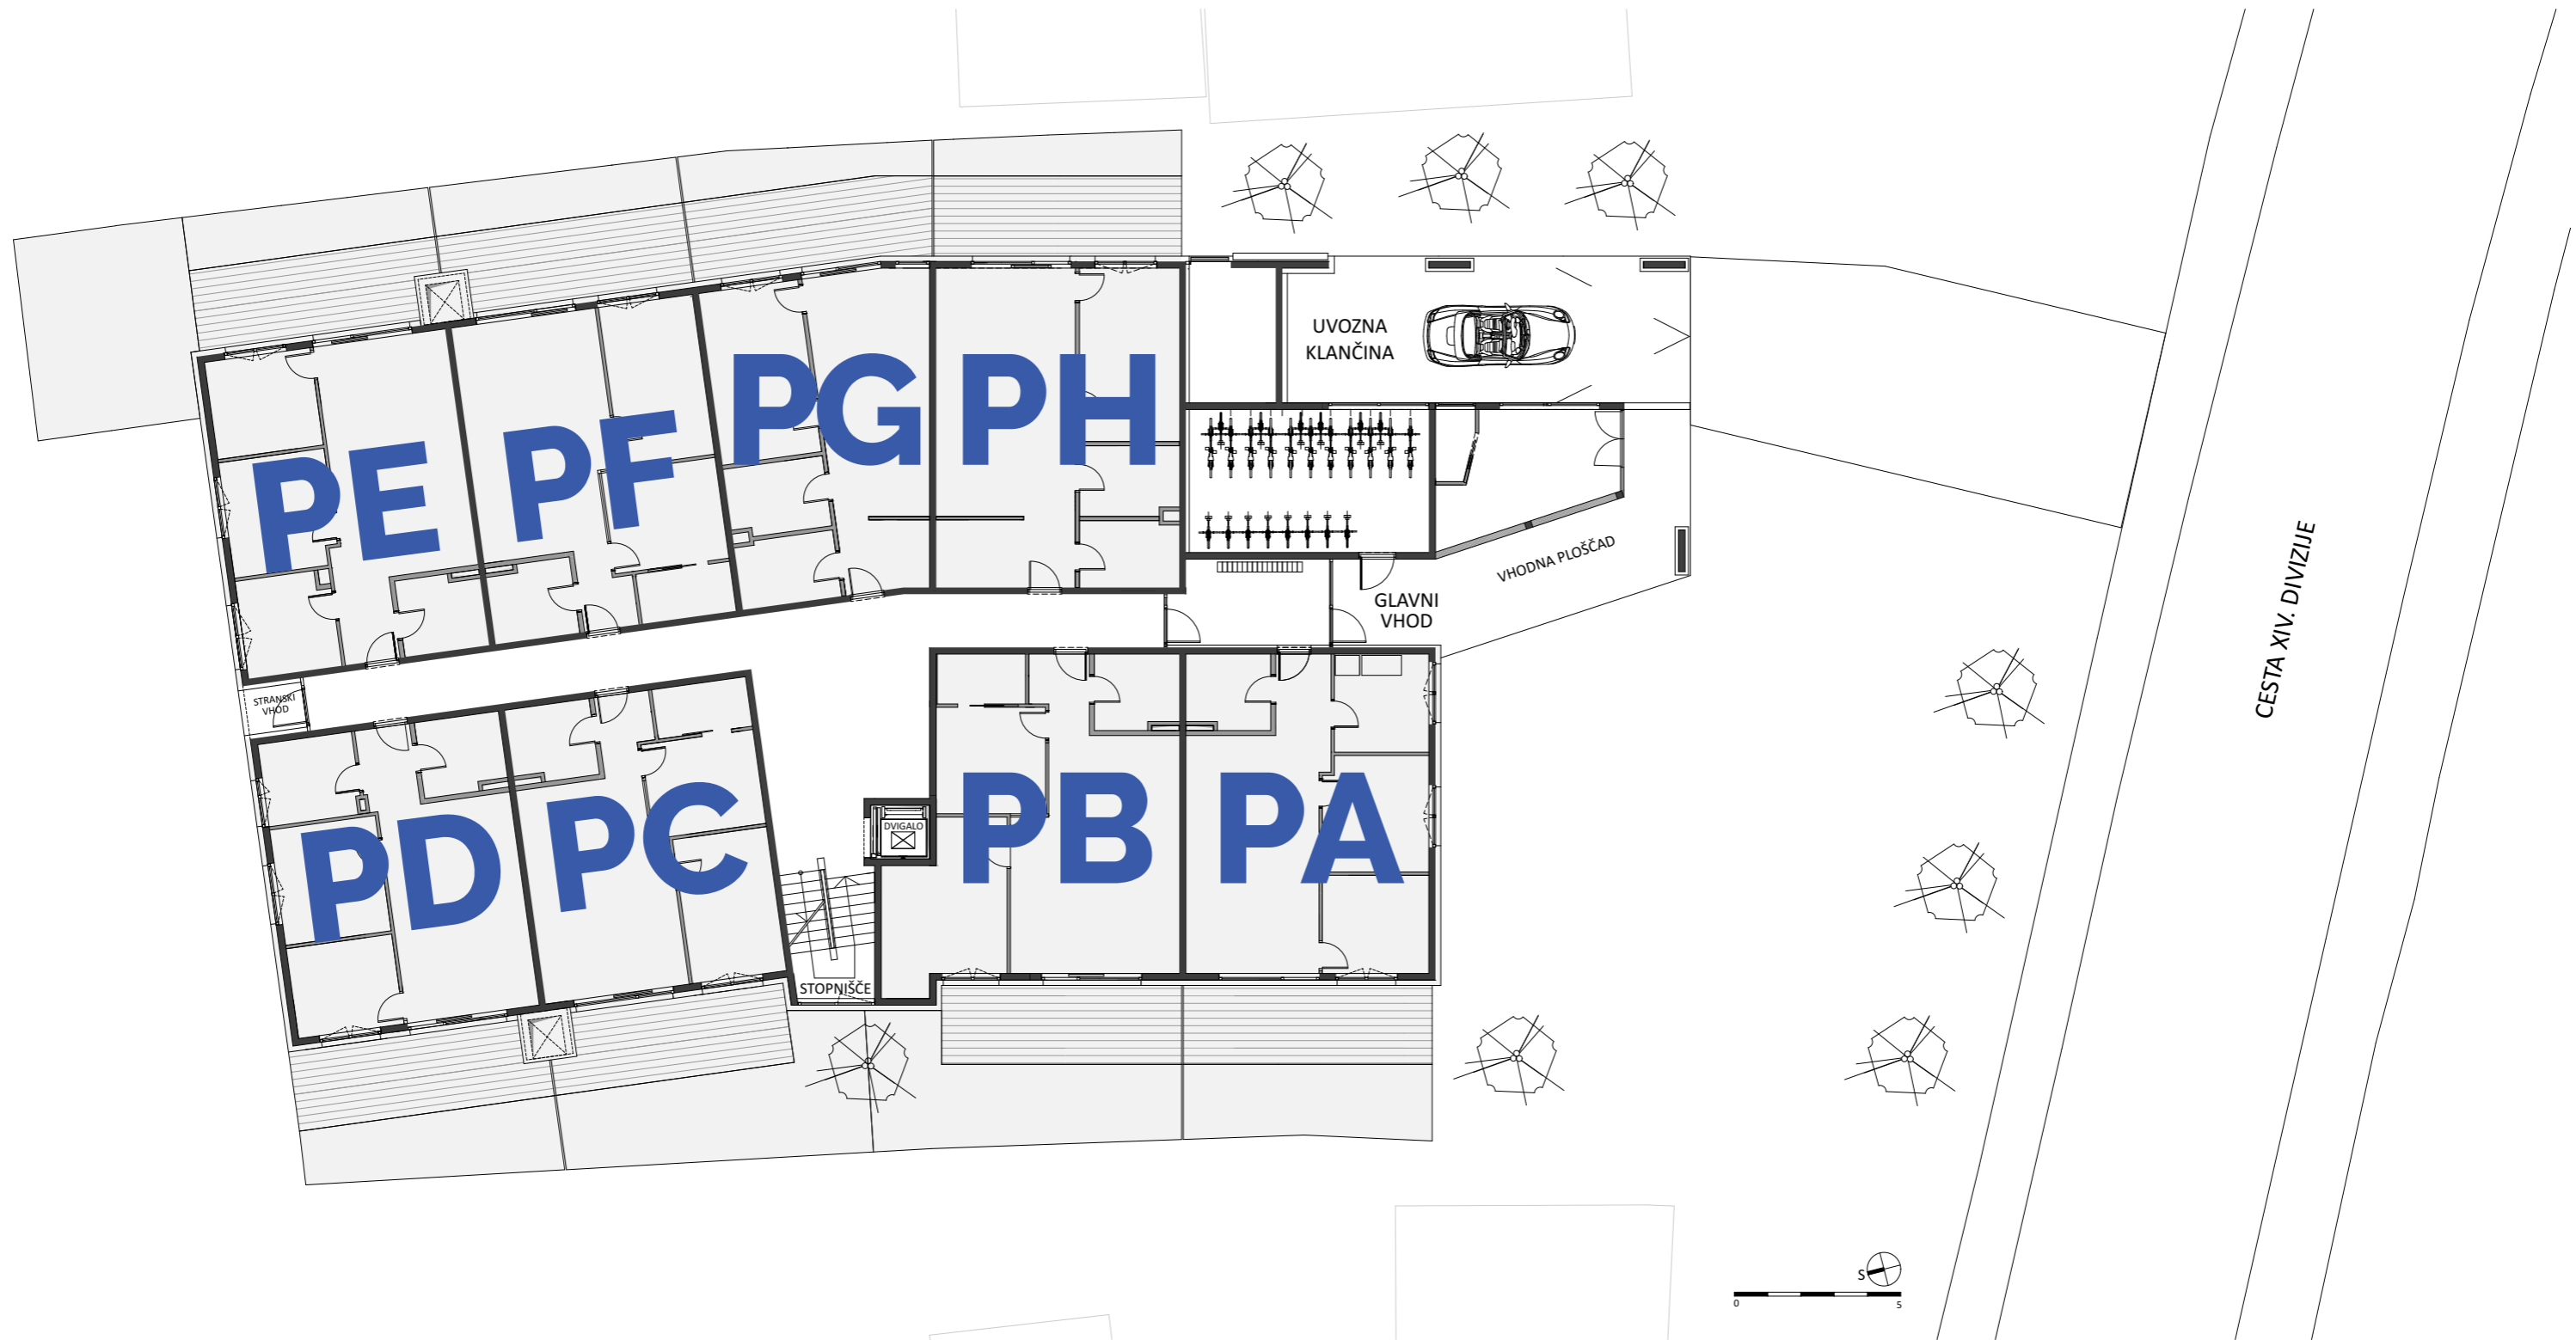 UVOZNA
KLANČINA
PG PH
PE PF
VHODNA PLOŠČAD
CESTA XIV. DIVIZIJE
GLAVNI
VHOD
STRANSKI
VHOD
PD PC
DVIGALO
PB PA
STOPNIŠČE
S
0 5